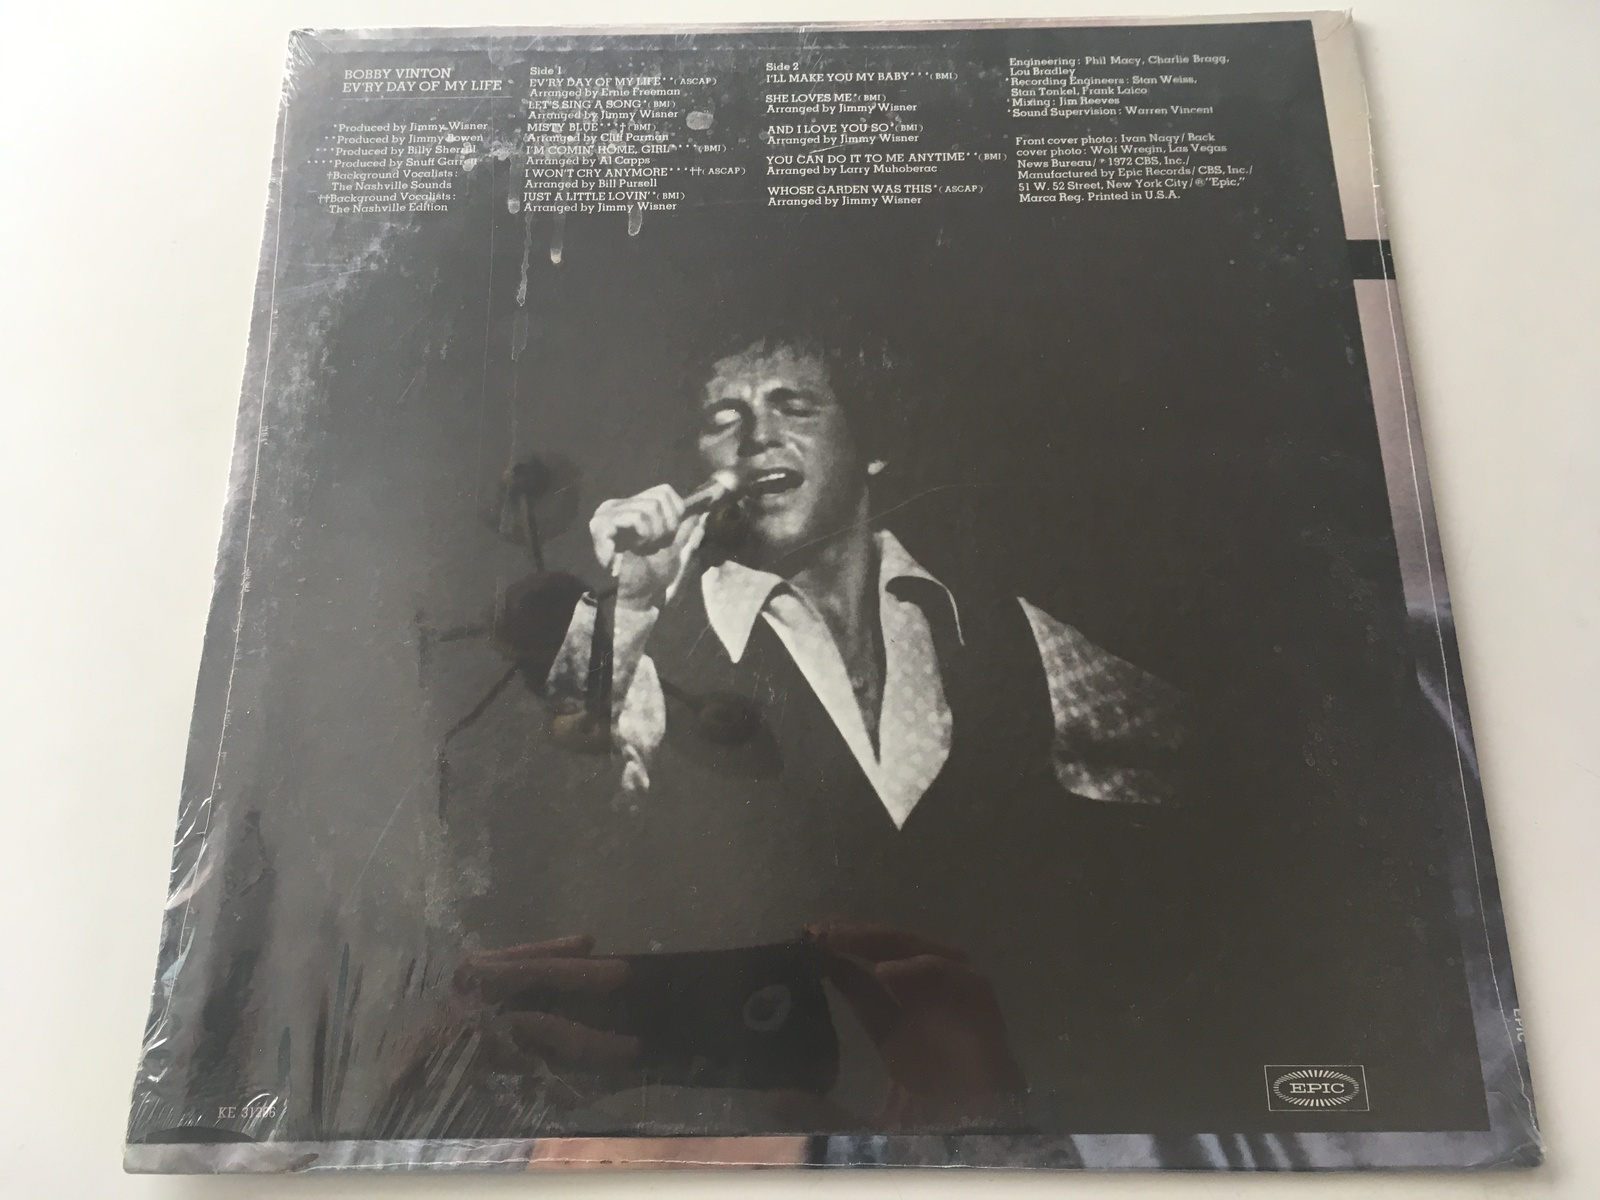 BOBBY VINTON
EV'RY DAY OF MY LIFE
*Produced by Jimmy Wisner
**Produced by Jimmy Bowen
***Produced by Billy Sherrill
****Produced by Snuff Garrett
†Background Vocalists:
The Nashville Sounds
††Background Vocalists:
The Nashville Edition
Side 1
EV'RY DAY OF MY LIFE**(ASCAP)
Arranged by Ernie Freeman
LET'S SING A SONG*(BMI)
Arranged by Jimmy Wisner
MISTY BLUE***†(BMI)
Arranged by Cliff Parman
I'M COMIN' HOME, GIRL****(BMI)
Arranged by Al Capps
I WON'T CRY ANYMORE***††(ASCAP)
Arranged by Bill Pursell
JUST A LITTLE LOVIN'*(BMI)
Arranged by Jimmy Wisner
Side 2
I'LL MAKE YOU MY BABY***(BMI)
SHE LOVES ME*(BMI)
Arranged by Jimmy Wisner
AND I LOVE YOU SO*(BMI)
Arranged by Jimmy Wisner
YOU CAN DO IT TO ME ANYTIME**(BMI)
Arranged by Larry Muhoberac
WHOSE GARDEN WAS THIS*(ASCAP)
Arranged by Jimmy Wisner
Engineering: Phil Macy, Charlie Bragg,
Lou Bradley
*Recording Engineers: Stan Weiss,
Stan Tonkel, Frank Laico
*Mixing: Jim Reeves
*Sound Supervision: Warren Vincent
Front cover photo: Ivan Nagy/Back
cover photo: Wolf Wregin, Las Vegas
News Bureau/℗ 1972 CBS, Inc./
Manufactured by Epic Records/CBS, Inc./
51 W. 52 Street, New York City/®"Epic,"
Marca Reg. Printed in U.S.A.
EPIC
KE
EPIC